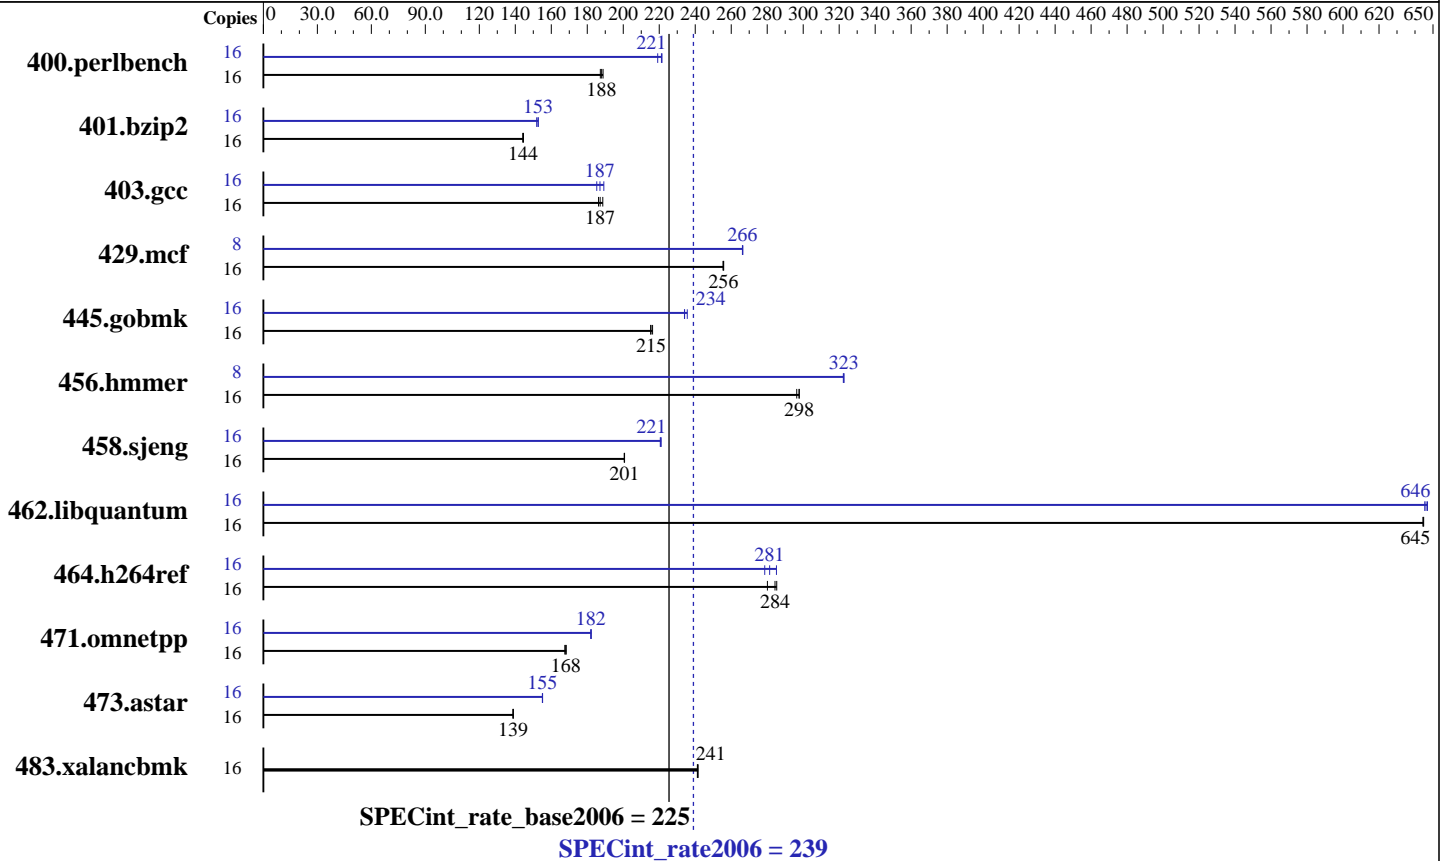 Copies 0 30.0 60.0 90.0 120 140 160 180 200 220 240 260 280 300 320 340 360 380 400 420 440 460 480 500 520 540 560 580 600 620 650
400.perlbench 16 221
16 188
401.bzip2 16 153
16 144
403.gcc 16 187
16 187
429.mcf 8 266
16 256
445.gobmk 16 234
16 215
456.hmmer 8 323
16 298
458.sjeng 16 221
16 201
462.libquantum 16 646
16 645
464.h264ref 16 281
16 284
471.omnetpp 16 182
16 168
473.astar 16 155
16 139
483.xalancbmk 16 241
SPECint_rate_base2006 = 225
SPECint_rate2006 = 239